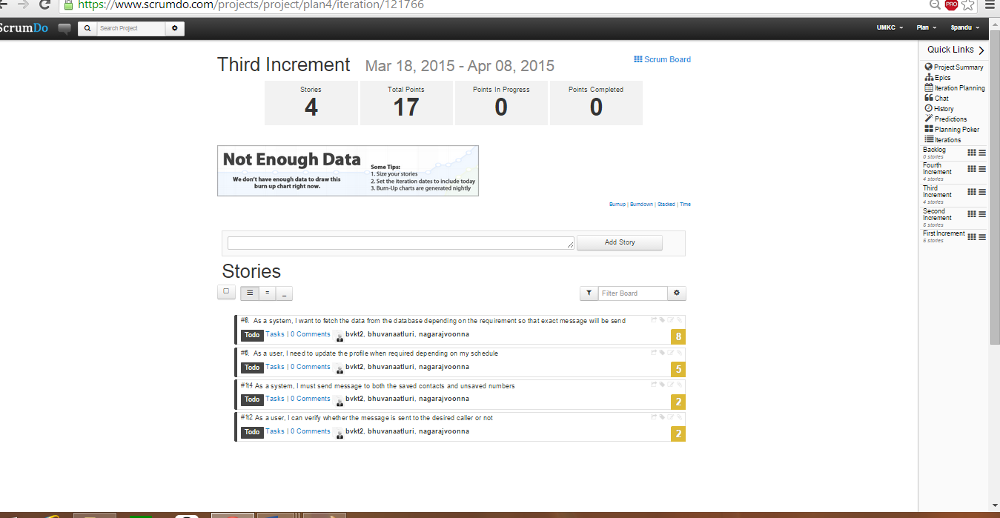 https://www.scrumdo.com/projects/project/plan4/iteration/121766
PRO
ScrumDo
Search Project
UMKC
Plan
Spandu
Third Increment Mar 18, 2015 - Apr 08, 2015
Scrum Board
Stories
4
Total Points
17
Points In Progress
0
Points Completed
0
Not Enough Data
We don't have enough data to draw this
burn up chart right now.
Some Tips:
1. Size your stories
2. Set the iteration dates to include today
3. Burn-Up charts are generated nightly
Burnup | Burndown | Stacked | Time
Add Story
Stories
Filter Board
As a system, I want to fetch the data from the database depending on the requirement so that exact message will be send
Todo Tasks | 0 Comments bvkt2, bhuvanaatluri, nagarajvoonna
8
As a user, I need to update the profile when required depending on my schedule
Todo Tasks | 0 Comments bvkt2, bhuvanaatluri, nagarajvoonna
5
As a system, I must send message to both the saved contacts and unsaved numbers
Todo Tasks | 0 Comments bvkt2, bhuvanaatluri, nagarajvoonna
2
As a user, I can verify whether the message is sent to the desired caller or not
Todo Tasks | 0 Comments bvkt2, bhuvanaatluri, nagarajvoonna
2
Quick Links
Project Summary
Epics
Iteration Planning
Chat
History
Predictions
Planning Poker
Iterations
Backlog
0 stories
Fourth
Increment
4 stories
Third
Increment
4 stories
Second
Increment
stories
First Increment
stories